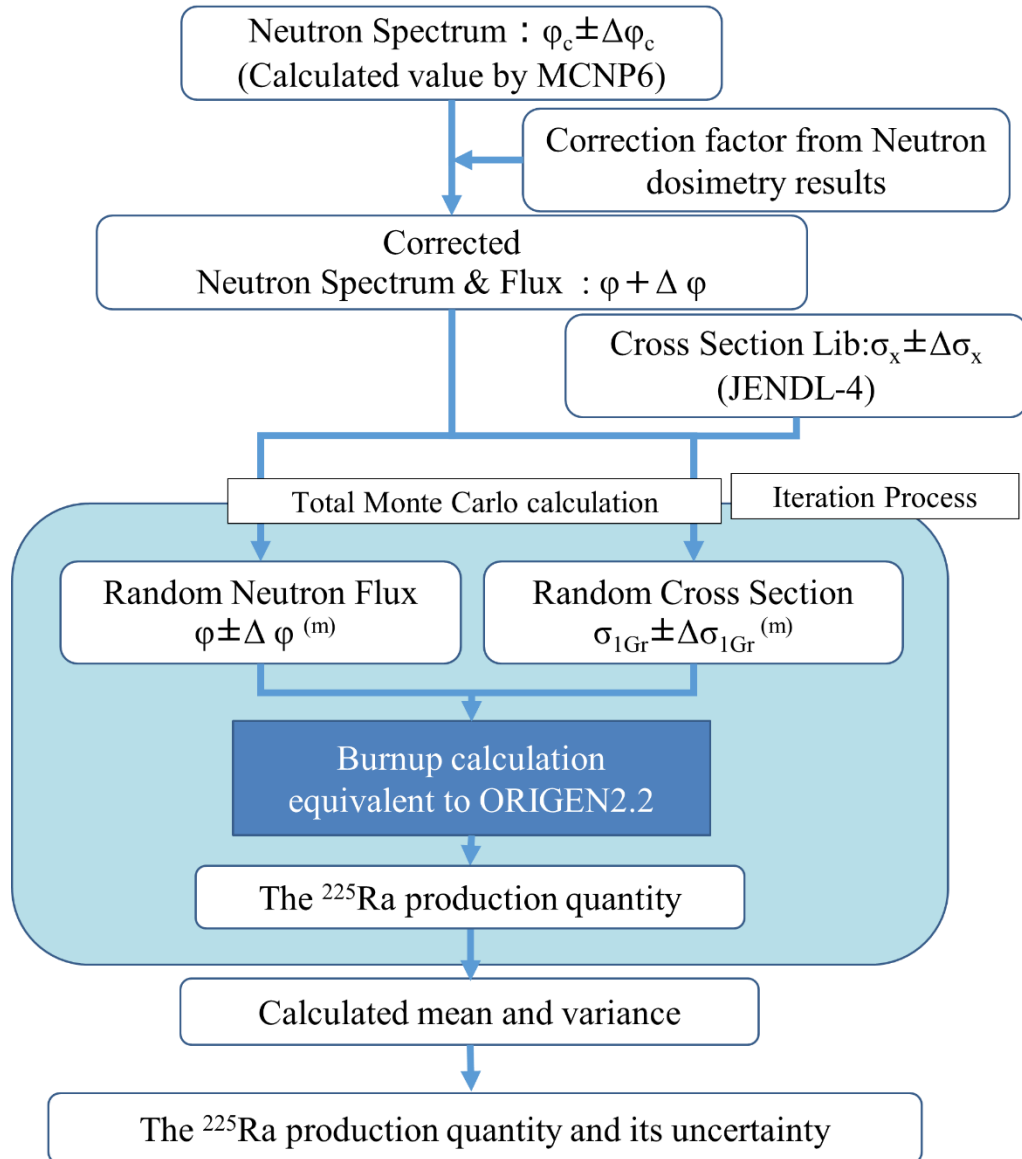 Neutron Spectrum：φc±Δφc
(Calculated value by MCNP6)
Correction factor from Neutron
dosimetry results
Corrected
Neutron Spectrum & Flux : φ+Δ φ
Cross Section Lib:σx±Δσx
(JENDL-4)
Total Monte Carlo calculation
Iteration Process
Random Neutron Flux
φ±Δ φ (m)
Random Cross Section
σ1Gr±Δσ1Gr (m)
Burnup calculation
equivalent to ORIGEN2.2
The 225Ra production quantity
Calculated mean and variance
The 225Ra production quantity and its uncertainty